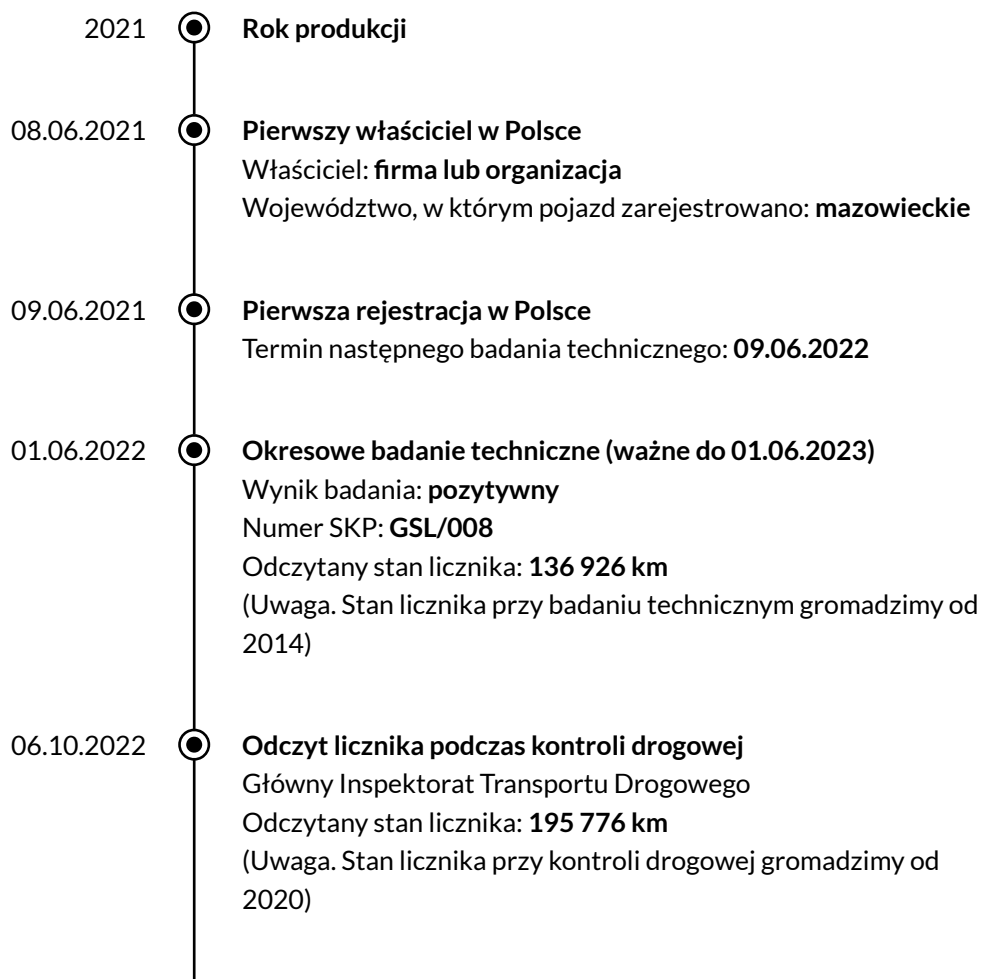 2021 Rok produkcji
08.06.2021 Pierwszy właściciel w Polsce
Właściciel: firma lub organizacja
Województwo, w którym pojazd zarejestrowano: mazowieckie
09.06.2021 Pierwsza rejestracja w Polsce
Termin następnego badania technicznego: 09.06.2022
01.06.2022 Okresowe badanie techniczne (ważne do 01.06.2023)
Wynik badania: pozytywny
Numer SKP: GSL/008
Odczytany stan licznika: 136 926 km
(Uwaga. Stan licznika przy badaniu technicznym gromadzimy od
2014)
06.10.2022 Odczyt licznika podczas kontroli drogowej
Główny Inspektorat Transportu Drogowego
Odczytany stan licznika: 195 776 km
(Uwaga. Stan licznika przy kontroli drogowej gromadzimy od
2020)